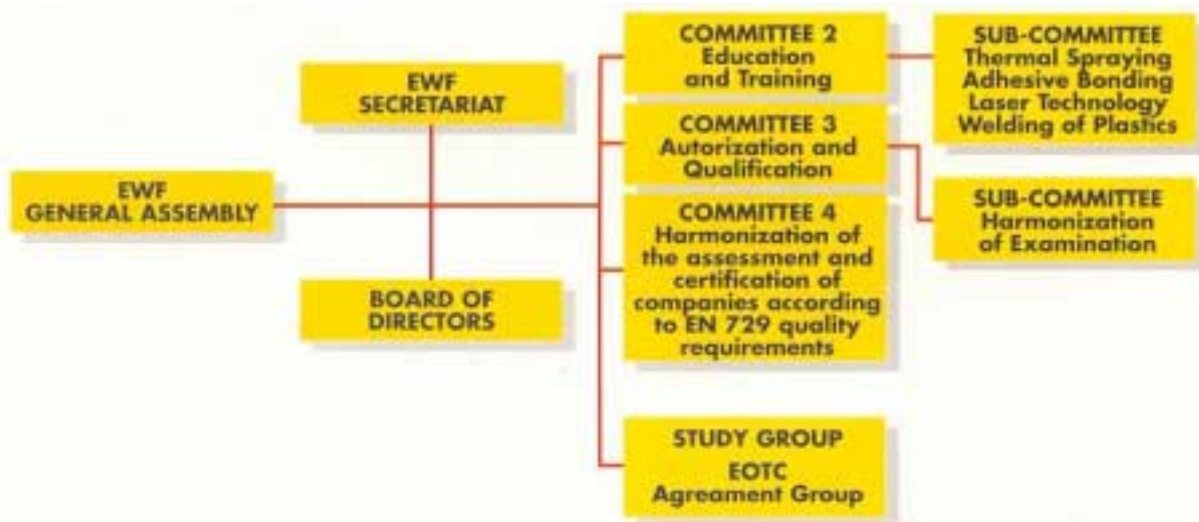 EWF
GENERAL ASSEMBLY
EWF
SECRETARIAT
BOARD OF
DIRECTORS
COMMITTEE 2
Education
and Training
COMMITTEE 3
Autorization and
Qualification
COMMITTEE 4
Harmonization of
the assessment and
certification of
companies according
to EN 729 quality
requirements
STUDY GROUP
EOTC
Agreament Group
SUB-COMMITTEE
Thermal Spraying
Adhesive Bonding
Laser Technology
Welding of Plastics
SUB-COMMITTEE
Harmonization
of Examination